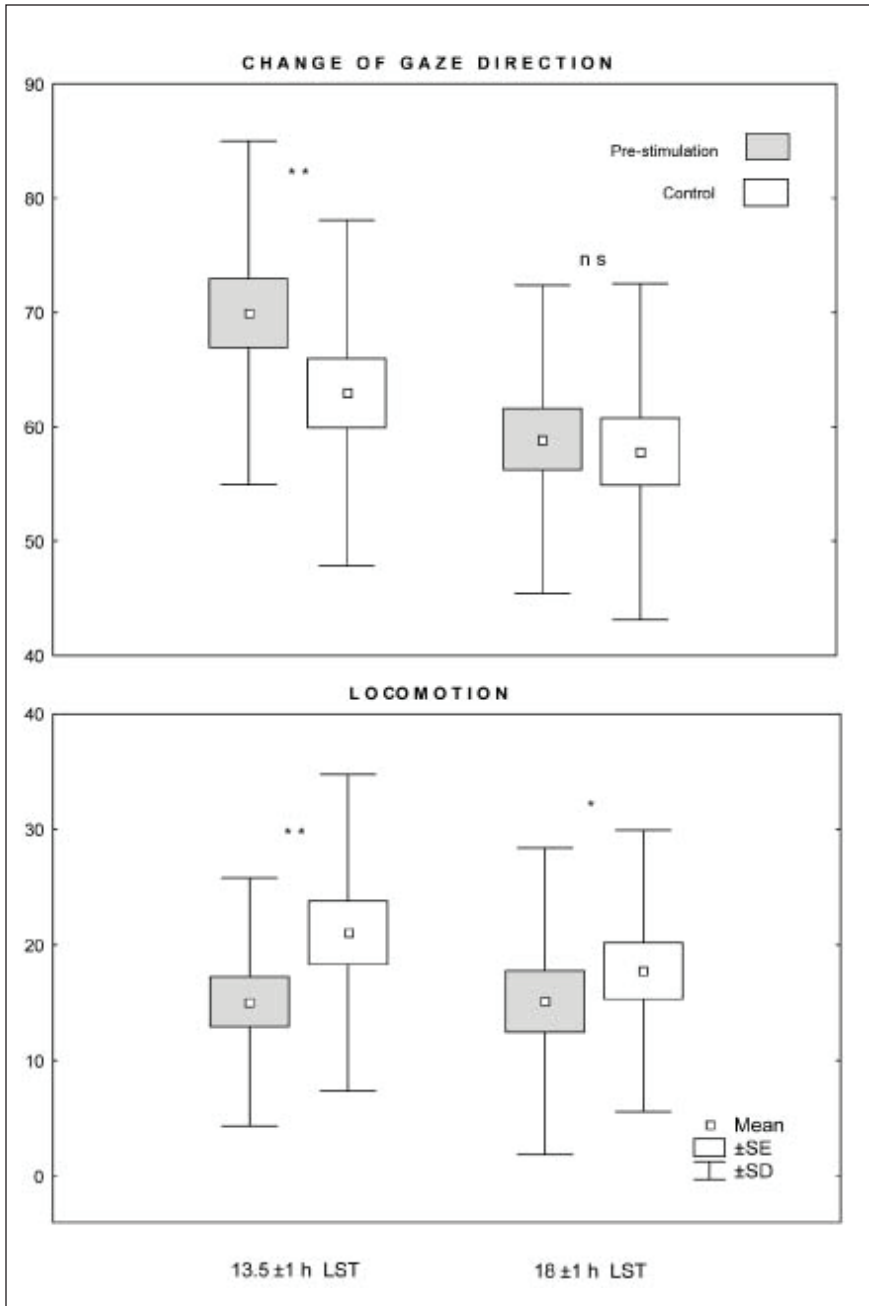 CHANGE OF GAZE DIRECTION
90
80
70
60
50
40
Pre-stimulation
Control
* *
n s
LOCOMOTION
40
30
20
10
0
* *
*
Mean
±SE
±SD
13.5 ±1 h LST
18 ±1 h LST